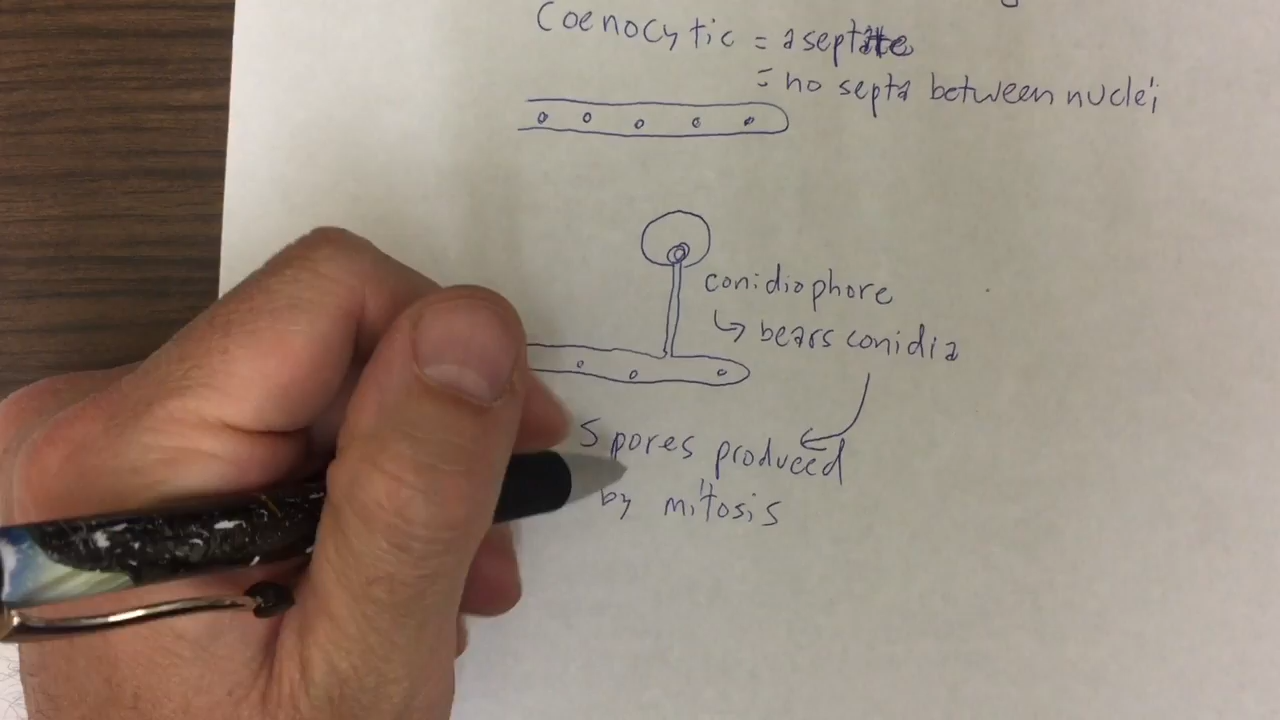 Coenocytic = aseptate
= no septa between nuclei
conidiophore
↳ bears conidia
Spores produced
by mitosis